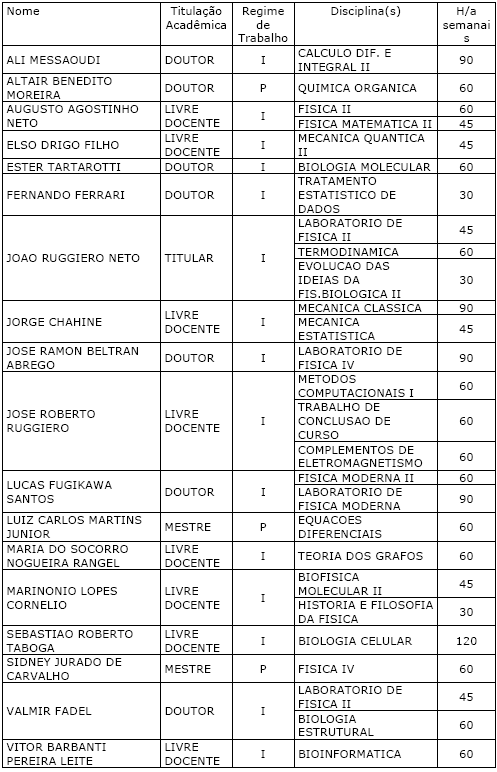 Nome Titulação Acadêmica Regime de Trabalho Disciplina(s) H/a semanais
ALI MESSAOUDI DOUTOR I CALCULO DIF. E INTEGRAL II 90
ALTAIR BENEDITO MOREIRA DOUTOR P QUIMICA ORGANICA 60
AUGUSTO AGOSTINHO NETO LIVRE DOCENTE I FISICA II 60
FISICA MATEMATICA II 45
ELSO DRIGO FILHO LIVRE DOCENTE I MECANICA QUANTICA II 45
ESTER TARTAROTTI DOUTOR I BIOLOGIA MOLECULAR 60
FERNANDO FERRARI DOUTOR I TRATAMENTO ESTATISTICO DE DADOS 30
JOAO RUGGIERO NETO TITULAR I LABORATORIO DE FISICA II 45
TERMODINAMICA 60
EVOLUCAO DAS IDEIAS DA FIS.BIOLOGICA II 30
JORGE CHAHINE LIVRE DOCENTE I MECANICA CLASSICA 90
MECANICA ESTATISTICA 45
JOSE RAMON BELTRAN ABREGO DOUTOR I LABORATORIO DE FISICA IV 90
JOSE ROBERTO RUGGIERO LIVRE DOCENTE I METODOS COMPUTACIONAIS I 60
TRABALHO DE CONCLUSAO DE CURSO 60
COMPLEMENTOS DE ELETROMAGNETISMO 60
LUCAS FUGIKAWA SANTOS DOUTOR I FISICA MODERNA II 60
LABORATORIO DE FISICA MODERNA 90
LUIZ CARLOS MARTINS JUNIOR MESTRE P EQUACOES DIFERENCIAIS 60
MARIA DO SOCORRO NOGUEIRA RANGEL LIVRE DOCENTE I TEORIA DOS GRAFOS 60
MARINONIO LOPES CORNELIO LIVRE DOCENTE I BIOFISICA MOLECULAR II 45
HISTORIA E FILOSOFIA DA FISICA 30
SEBASTIAO ROBERTO TABOGA LIVRE DOCENTE I BIOLOGIA CELULAR 120
SIDNEY JURADO DE CARVALHO MESTRE P FISICA IV 60
VALMIR FADEL DOUTOR I LABORATORIO DE FISICA II 45
BIOLOGIA ESTRUTURAL 60
VITOR BARBANTI PEREIRA LEITE LIVRE DOCENTE I BIOINFORMATICA 60